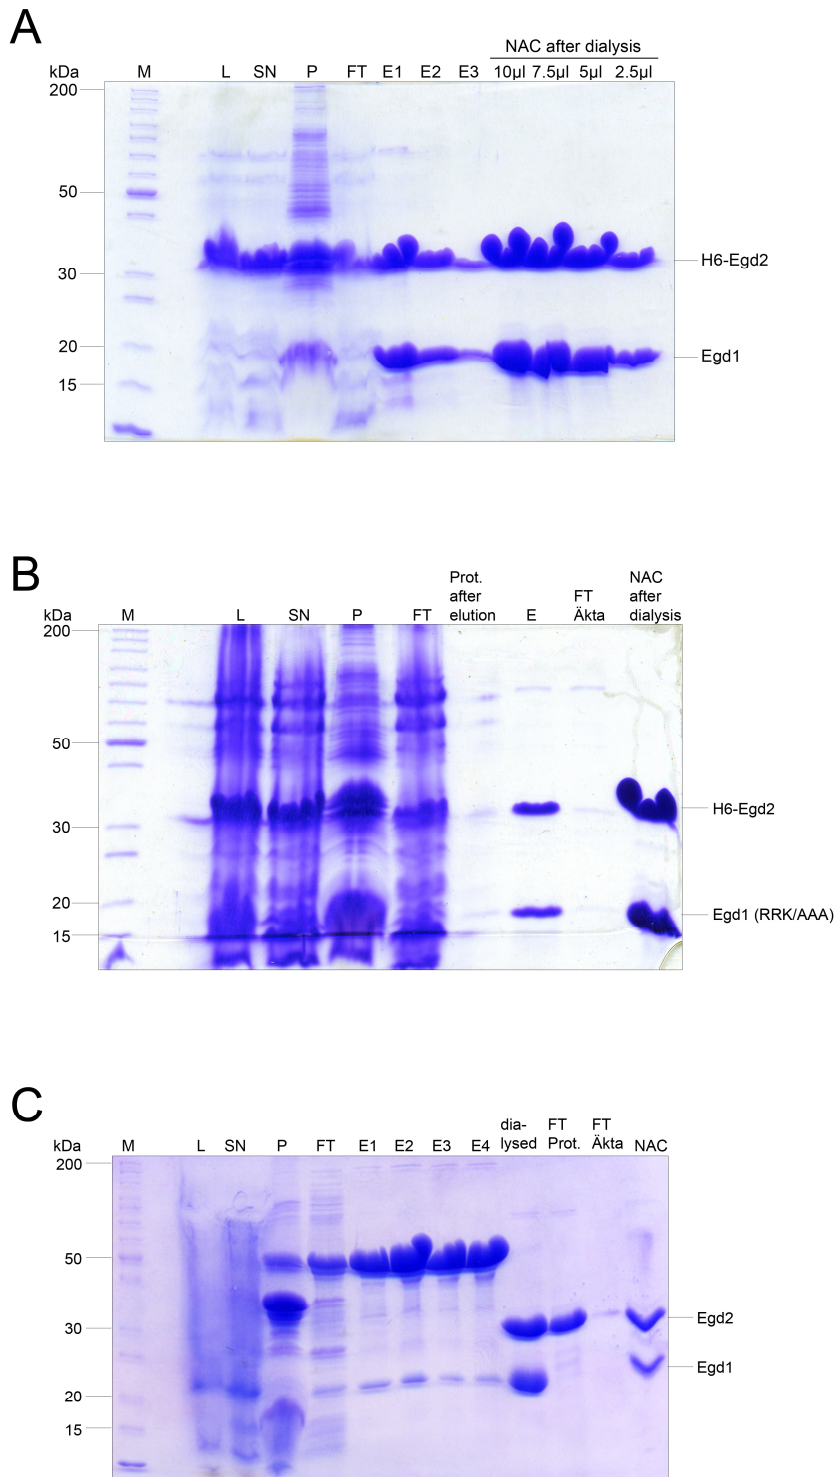 A
NAC after dialysis
kDa M L SN P FT E1 E2 E3 10µl 7.5µl 5µl 2.5µl
200
50
30
20
15
H6-Egd2
Egd1
B
Prot. after elution
FT Äkta
NAC after dialysis
kDa M L SN P FT E
200
50
30
20
15
H6-Egd2
Egd1 (RRK/AAA)
C
dia-lysed
FT Prot.
FT Äkta
kDa M L SN P FT E1 E2 E3 E4 NAC
200
50
30
20
15
Egd2
Egd1